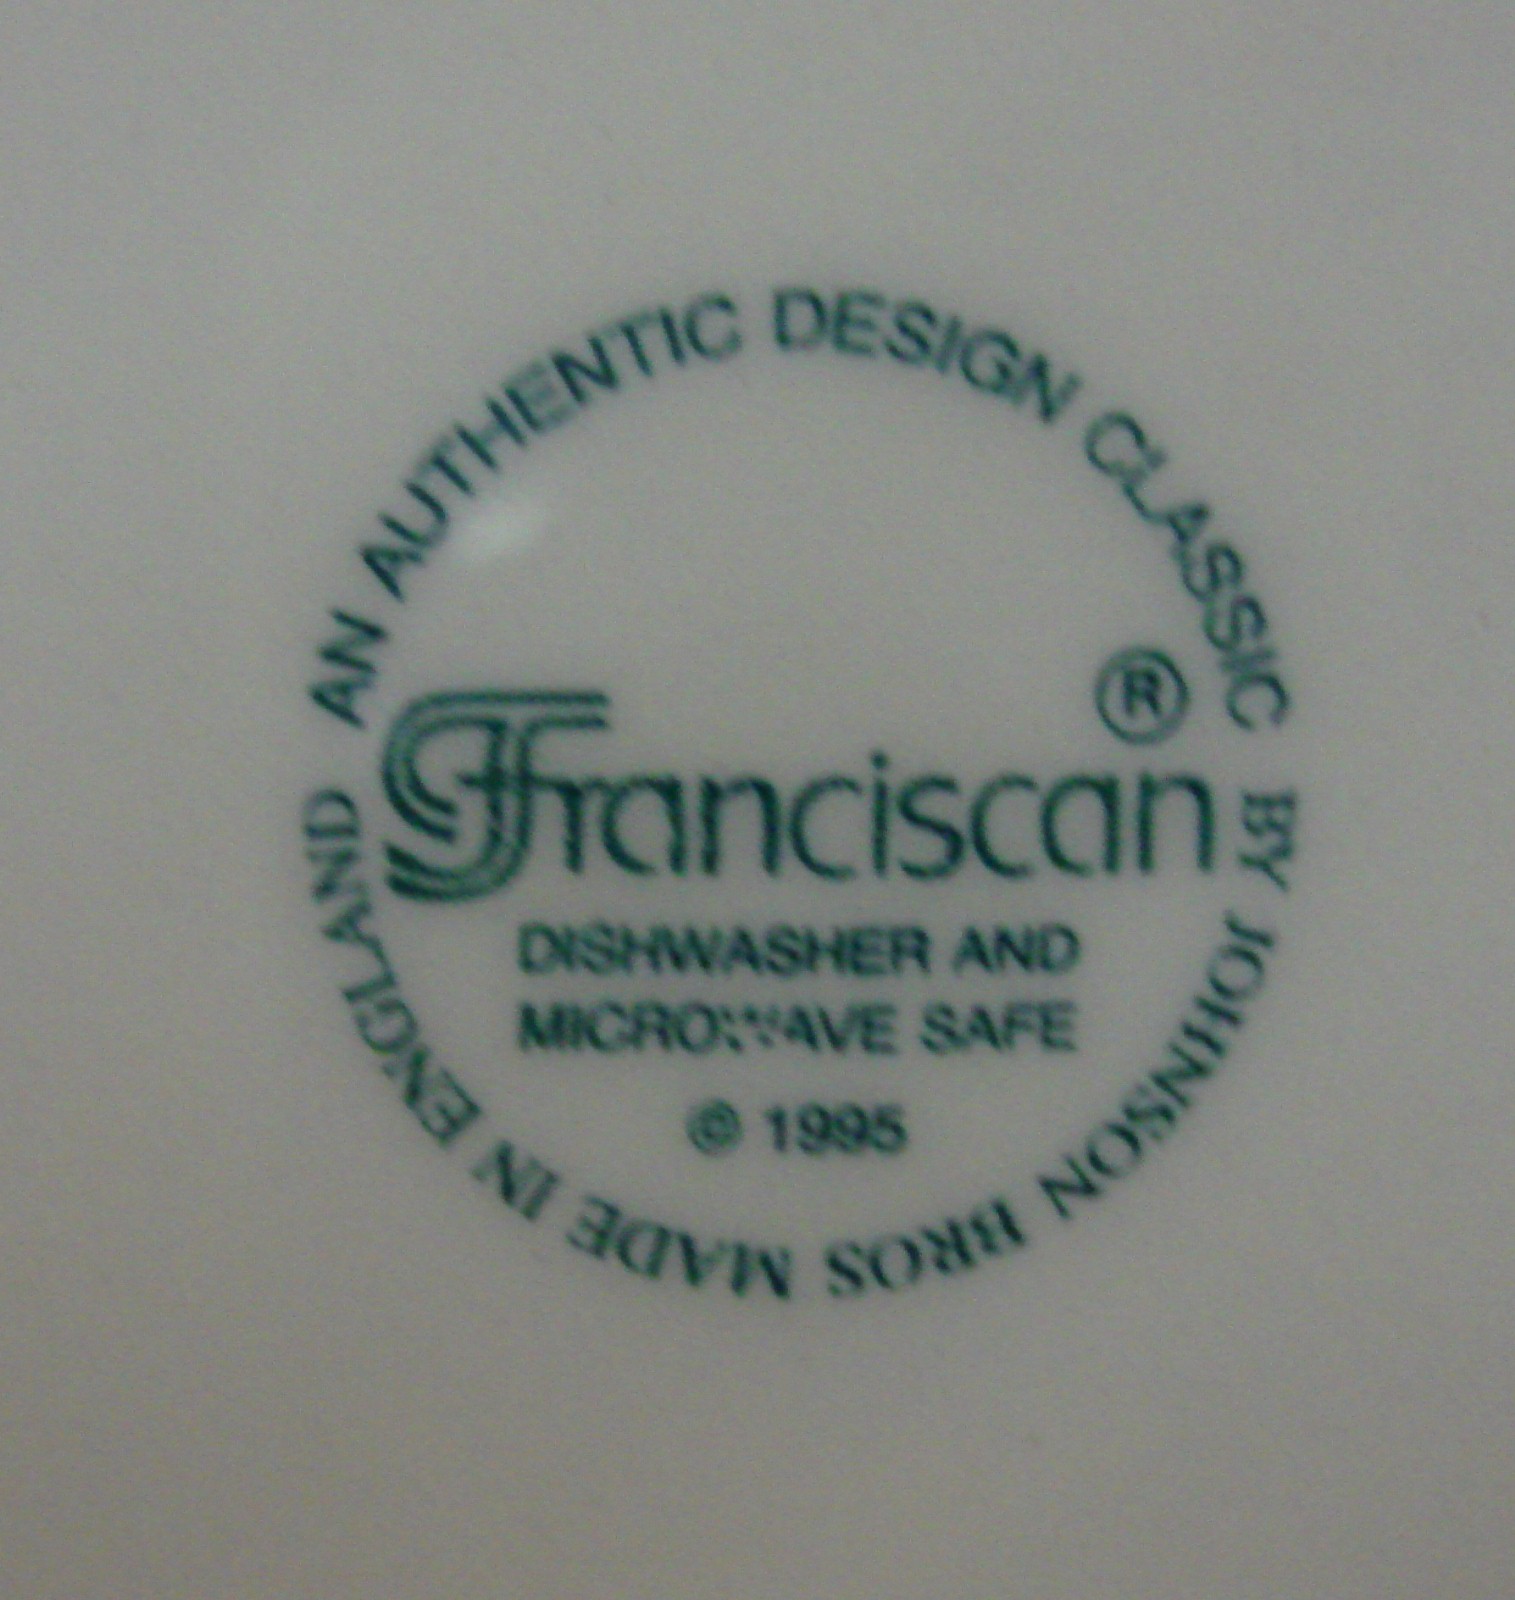 AN AUTHENTIC DESIGN CLASSIC BY JOHNSON BROS MADE IN ENGLAND
Franciscan®
DISHWASHER AND
MICROWAVE SAFE
© 1995